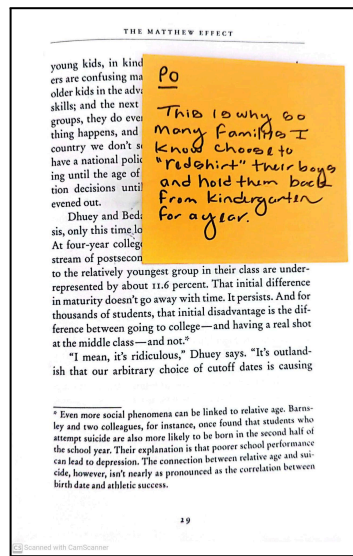 THE MATTHEW EFFECT
young kids, in kind
ers are confusing ma
older kids in the adv
skills; and the next
groups, they do eve
thing happens, and
country we don't s
have a national polic
ing until the age of
tion decisions until
evened out.
Dhuey and Bed
sis, only this time lo
At four-year colleg
stream of postsecon
to the relatively youngest group in their class are under-
represented by about 11.6 percent. That initial difference
in maturity doesn't go away with time. It persists. And for
thousands of students, that initial disadvantage is the dif-
ference between going to college—and having a real shot
at the middle class—and not.*
"I mean, it's ridiculous," Dhuey says. "It's outland-
ish that our arbitrary choice of cutoff dates is causing
Po
This is why so
many families I
know choose to
"redshirt" their boys
and hold them back
from kindergarten
for a year.
* Even more social phenomena can be linked to relative age. Barns-
ley and two colleagues, for instance, once found that students who
attempt suicide are also more likely to be born in the second half of
the school year. Their explanation is that poorer school performance
can lead to depression. The connection between relative age and sui-
cide, however, isn't nearly as pronounced as the correlation between
birth date and athletic success.
29
CS Scanned with CamScanner